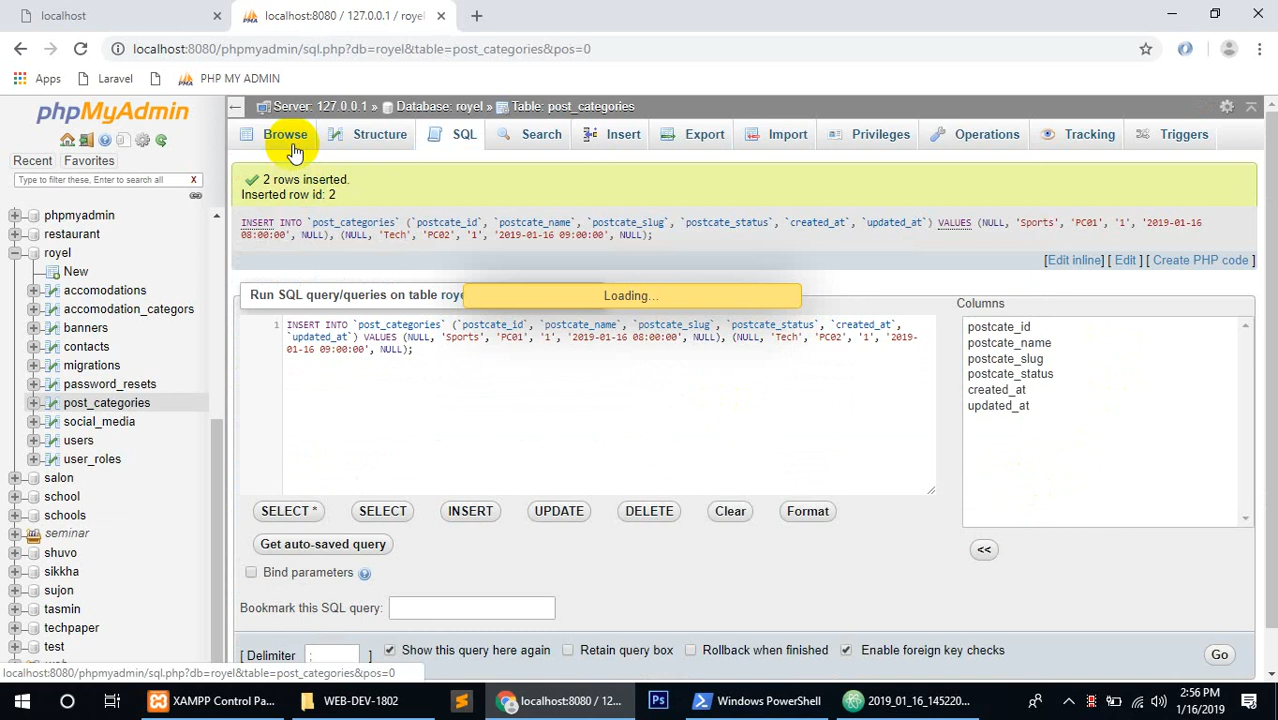 localhost
localhost:8080 / 127.0.0.1 / royel
localhost:8080/phpmyadmin/sql.php?db=royel&table=post_categories&pos=0
Apps
Laravel
PHP MY ADMIN
phpMyAdmin
Recent
Favorites
Type to filter these, Enter to search all
X
phpmyadmin
restaurant
royel
New
accomodations
accomodation_categors
banners
contacts
migrations
password_resets
post_categories
social_media
users
user_roles
salon
school
schools
seminar
shuvo
sikkha
sujon
tasmin
techpaper
test
Server: 127.0.0.1 » Database: royel » Table: post_categories
Browse
Structure
SQL
Search
Insert
Export
Import
Privileges
Operations
Tracking
Triggers
2 rows inserted.
Inserted row id: 2
INSERT INTO `post_categories` (`postcate_id`, `postcate_name`, `postcate_slug`, `postcate_status`, `created_at`, `updated_at`) VALUES (NULL, 'Sports', 'PC01', '1', '2019-01-16
08:00:00', NULL), (NULL, 'Tech', 'PC02', '1', '2019-01-16 09:00:00', NULL);
[Edit inline] [ Edit ] [ Create PHP code ]
Run SQL query/queries on table roye
Loading...
1
INSERT INTO `post_categories` (`postcate_id`, `postcate_name`, `postcate_slug`, `postcate_status`, `created_at`,
`updated_at`) VALUES (NULL, 'Sports', 'PC01', '1', '2019-01-16 08:00:00', NULL), (NULL, 'Tech', 'PC02', '1', '2019-
01-16 09:00:00', NULL);
Columns
postcate_id
postcate_name
postcate_slug
postcate_status
created_at
updated_at
SELECT *
SELECT
INSERT
UPDATE
DELETE
Clear
Format
<<
Get auto-saved query
Bind parameters
Bookmark this SQL query:
[ Delimiter ; ]
Show this query here again
Retain query box
Rollback when finished
Enable foreign key checks
Go
localhost:8080/phpmyadmin/sql.php?db=royel&table=post_categories&pos=0
XAMPP Control Pa...
WEB-DEV-1802
localhost:8080 / 12...
Ps
Windows PowerShell
2019_01_16_145220...
2:56 PM
1/16/2019